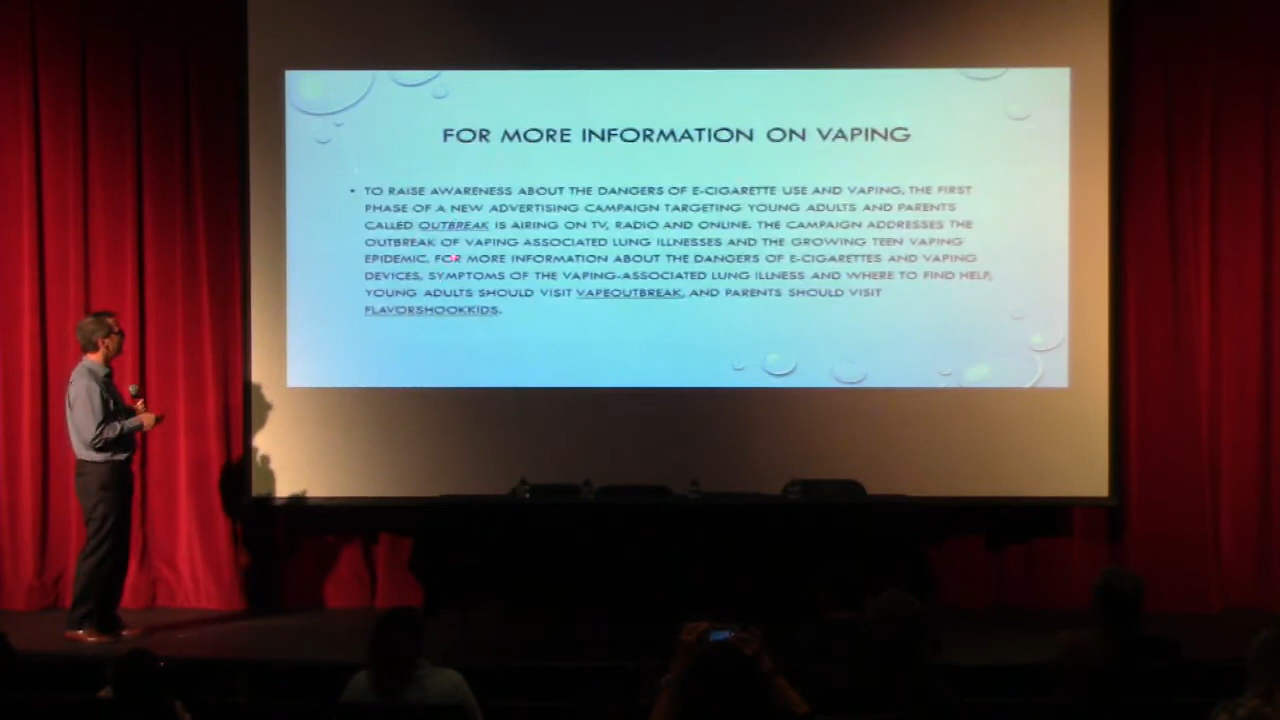 FOR MORE INFORMATION ON VAPING
• TO RAISE AWARENESS ABOUT THE DANGERS OF E-CIGARETTE USE AND VAPING, THE FIRST
PHASE OF A NEW ADVERTISING CAMPAIGN TARGETING YOUNG ADULTS AND PARENTS
CALLED OUTBREAK IS AIRING ON TV, RADIO AND ONLINE. THE CAMPAIGN ADDRESSES THE
OUTBREAK OF VAPING ASSOCIATED LUNG ILLNESSES AND THE GROWING TEEN VAPING
EPIDEMIC. FOR MORE INFORMATION ABOUT THE DANGERS OF E-CIGARETTES AND VAPING
DEVICES, SYMPTOMS OF THE VAPING-ASSOCIATED LUNG ILLNESS AND WHERE TO FIND HELP,
YOUNG ADULTS SHOULD VISIT VAPEOUTBREAK, AND PARENTS SHOULD VISIT
FLAVORSHOOKKIDS.